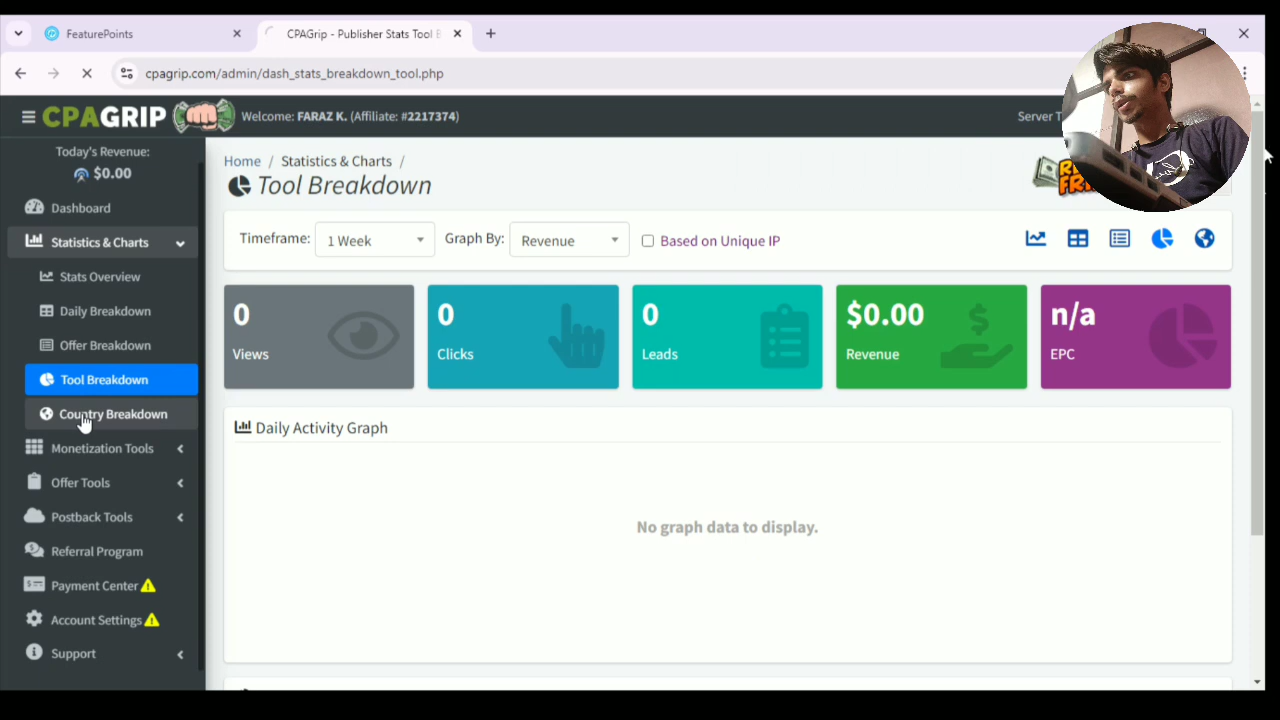 FeaturePoints
CPAGrip - Publisher Stats Tool B
cpagrip.com/admin/dash_stats_breakdown_tool.php
CPAGRIP
Welcome: FARAZ K. (Affiliate: #2217374)
Server T
Today's Revenue:
$0.00
Dashboard
Statistics & Charts
Stats Overview
Daily Breakdown
Offer Breakdown
Tool Breakdown
Country Breakdown
Monetization Tools
Offer Tools
Postback Tools
Referral Program
Payment Center
Account Settings
Support
Home / Statistics & Charts /
Tool Breakdown
Timeframe: 1 Week Graph By: Revenue Based on Unique IP
0
Views
0
Clicks
0
Leads
$0.00
Revenue
n/a
EPC
Daily Activity Graph
No graph data to display.